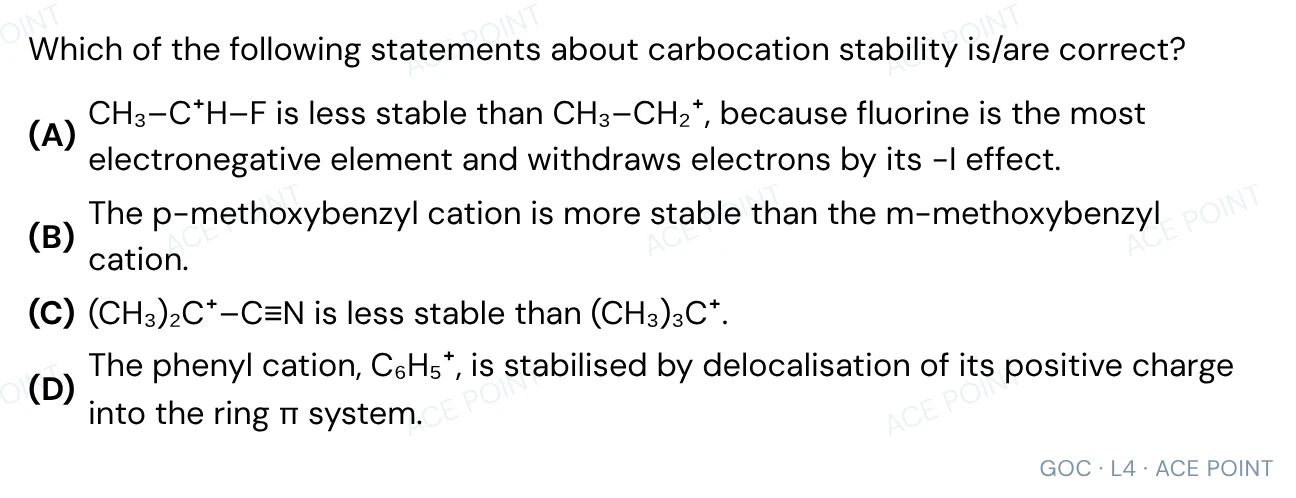 Which of the following statements about carbocation stability is/are correct?
(A) CH₃–C⁺H–F is less stable than CH₃–CH₂⁺, because fluorine is the most
electronegative element and withdraws electrons by its –I effect.
(B) The p-methoxybenzyl cation is more stable than the m-methoxybenzyl
cation.
(C) (CH₃)₂C⁺–C≡N is less stable than (CH₃)₃C⁺.
(D) The phenyl cation, C₆H₅⁺, is stabilised by delocalisation of its positive charge
into the ring π system.
GOC · L4 · ACE POINT